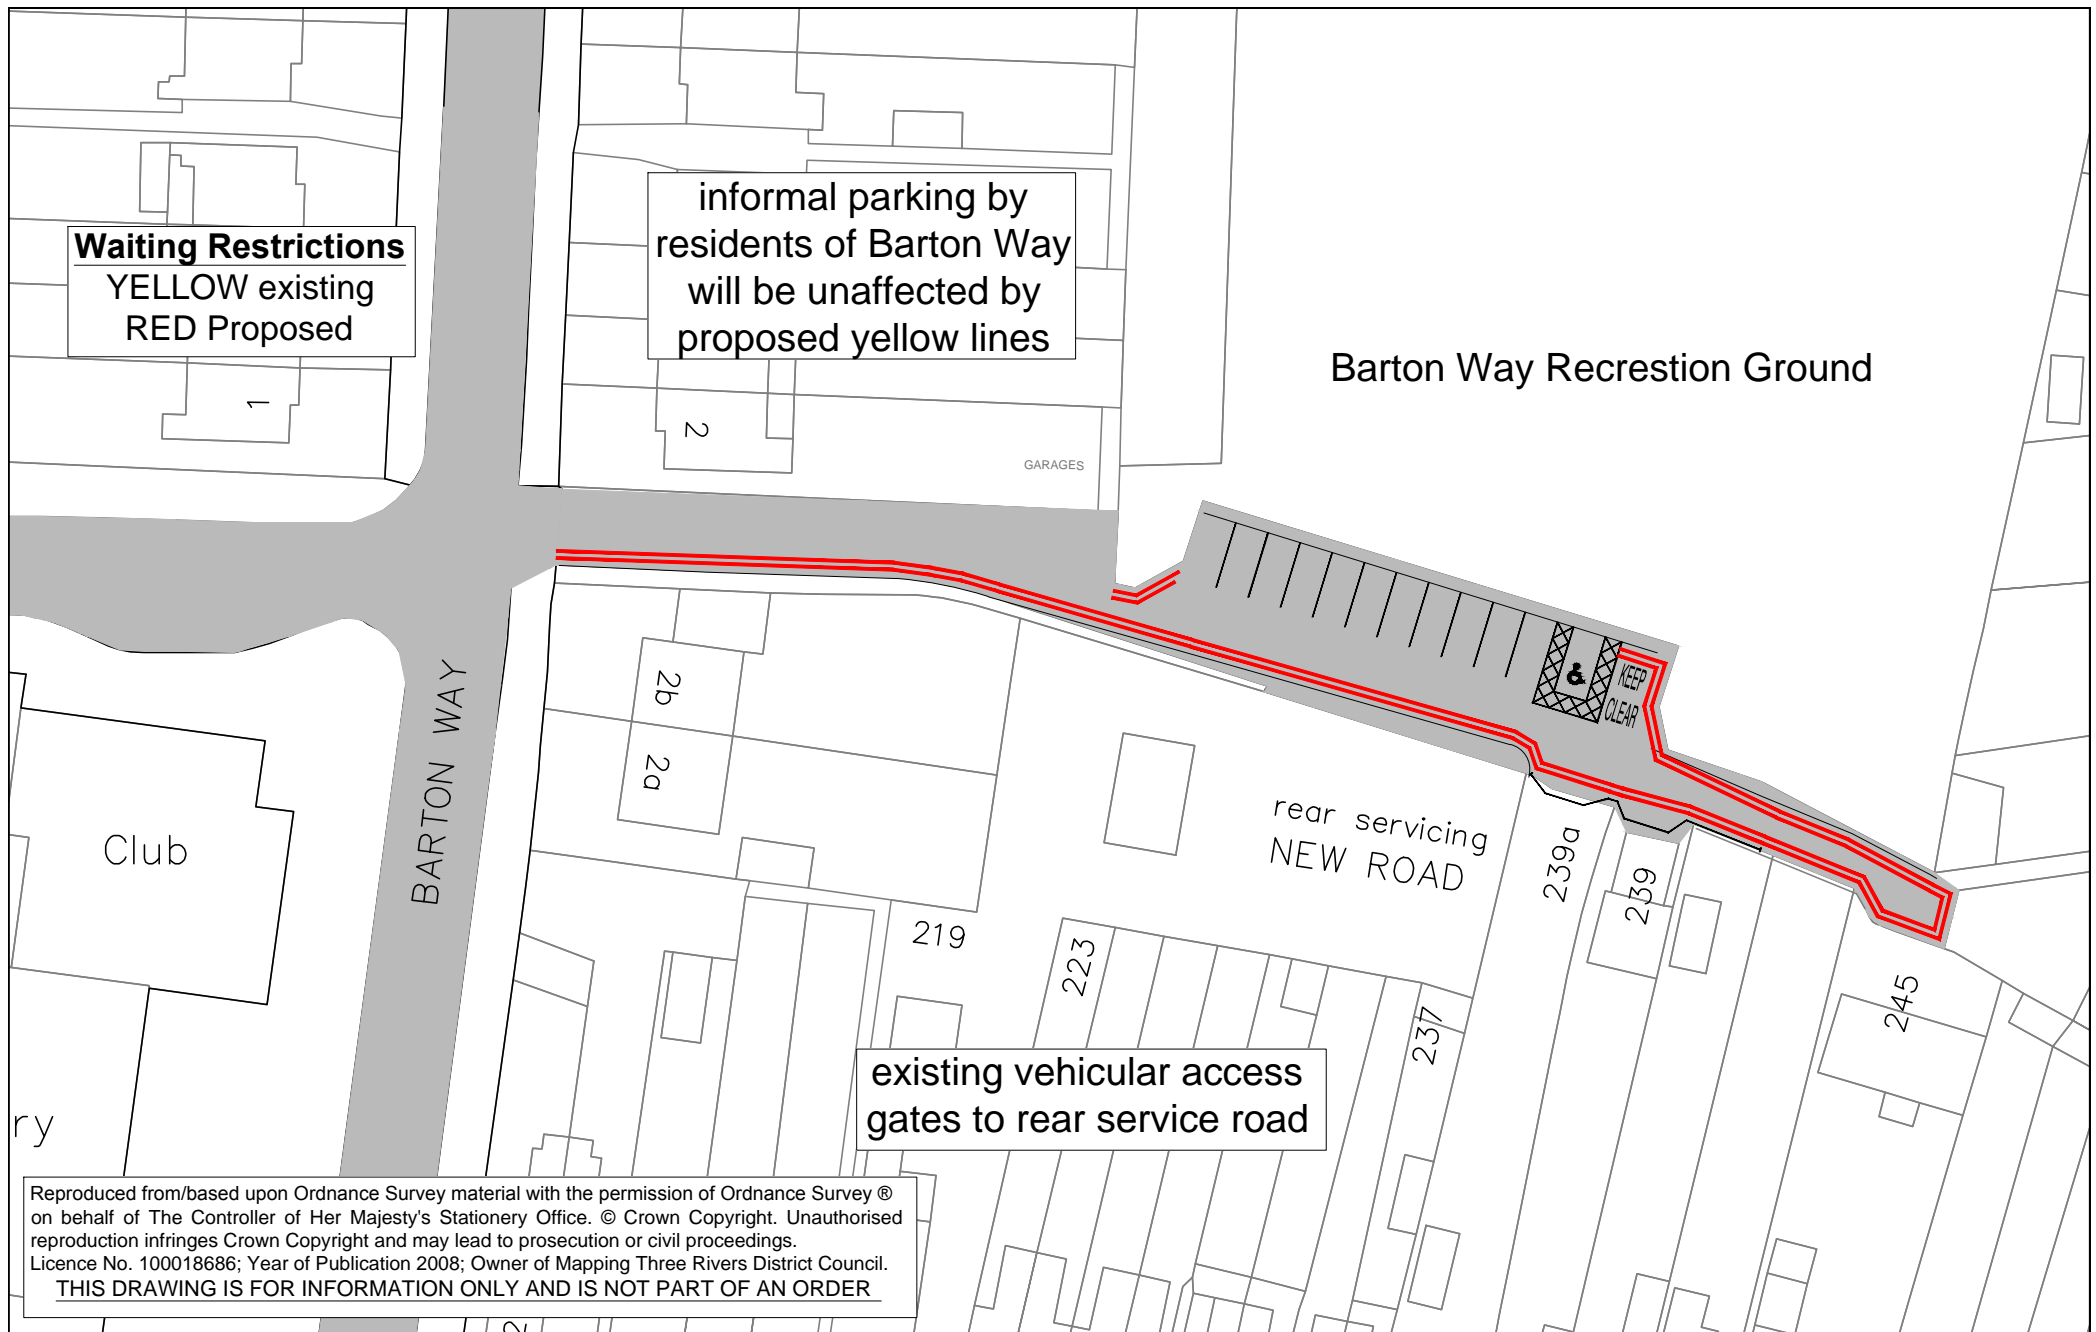 informal parking by
residents of Barton Way
will be unaffected by
proposed yellow lines
Waiting Restrictions
YELLOW existing
RED Proposed
Barton Way Recrestion Ground
1
2
GARAGES
KEEP
CLEAR
2b
2a
BARTON WAY
Club
rear servicing
NEW ROAD
239a
239
219
223
237
245
existing vehicular access
gates to rear service road
ry
Reproduced from/based upon Ordnance Survey material with the permission of Ordnance Survey ®
on behalf of The Controller of Her Majesty's Stationery Office. © Crown Copyright. Unauthorised
reproduction infringes Crown Copyright and may lead to prosecution or civil proceedings.
Licence No. 100018686; Year of Publication 2008; Owner of Mapping Three Rivers District Council.
THIS DRAWING IS FOR INFORMATION ONLY AND IS NOT PART OF AN ORDER